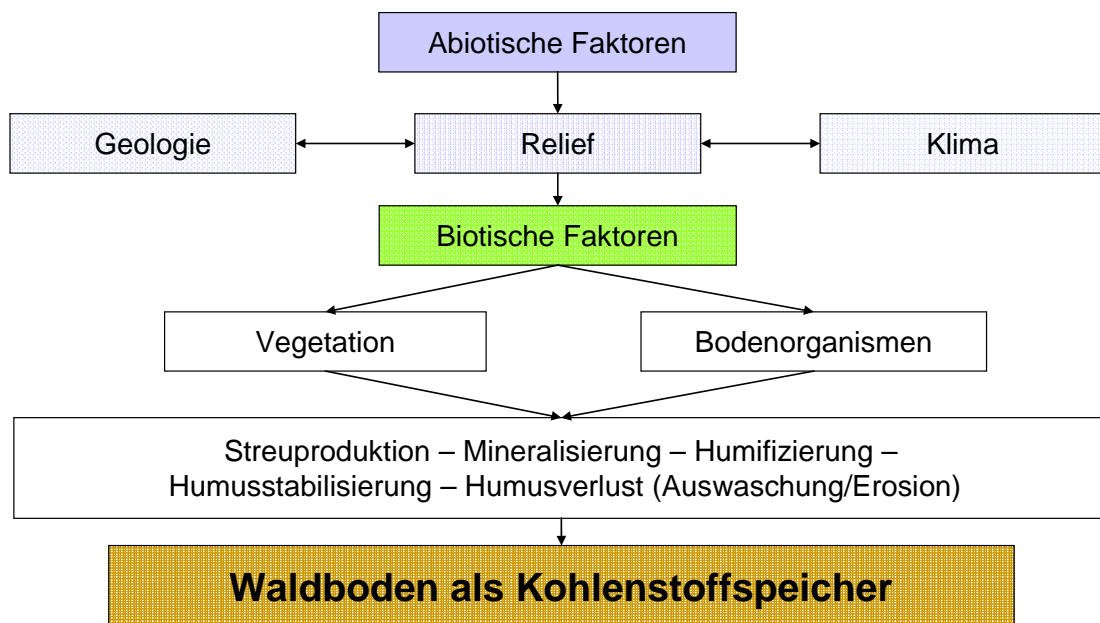 Abiotische Faktoren
Geologie
Relief
Klima
Biotische Faktoren
Vegetation
Bodenorganismen
Streuproduktion – Mineralisierung – Humifizierung –
Humusstabilisierung – Humusverlust (Auswaschung/Erosion)
Waldboden als Kohlenstoffspeicher